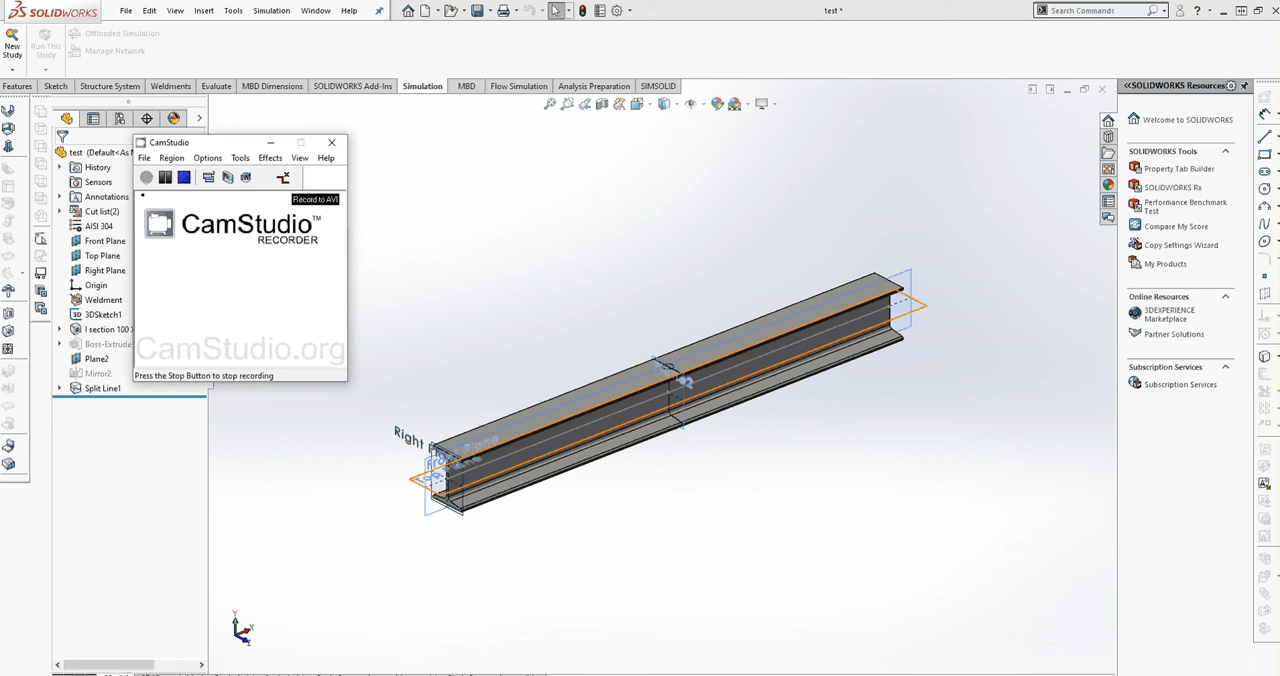 SOLIDWORKS File Edit View Insert Tools Simulation Window Help test * Search Commands
New Study
Run This Study
Offloaded Simulation
Manage Network
Features Sketch Structure System Weldments Evaluate MBD Dimensions SOLIDWORKS Add-Ins Simulation MBD Flow Simulation Analysis Preparation SIMSOLID
test (Default<As M
History
Sensors
Annotations
Cut list(2)
AISI 304
Front Plane
Top Plane
Right Plane
Origin
Weldment
3DSketch1
I section 100
Boss-Extrude
Plane2
Mirror2
Split Line1
CamStudio
File Region Options Tools Effects View Help
Record to AVI
CamStudio™
RECORDER
CamStudio.org
Press the Stop Button to stop recording
Right
Y
X
Z
SOLIDWORKS Resources
Welcome to SOLIDWORKS
SOLIDWORKS Tools
Property Tab Builder
SOLIDWORKS Rx
Performance Benchmark
Test
Compare My Score
Copy Settings Wizard
My Products
Online Resources
3DEXPERIENCE
Marketplace
Partner Solutions
Subscription Services
Subscription Services